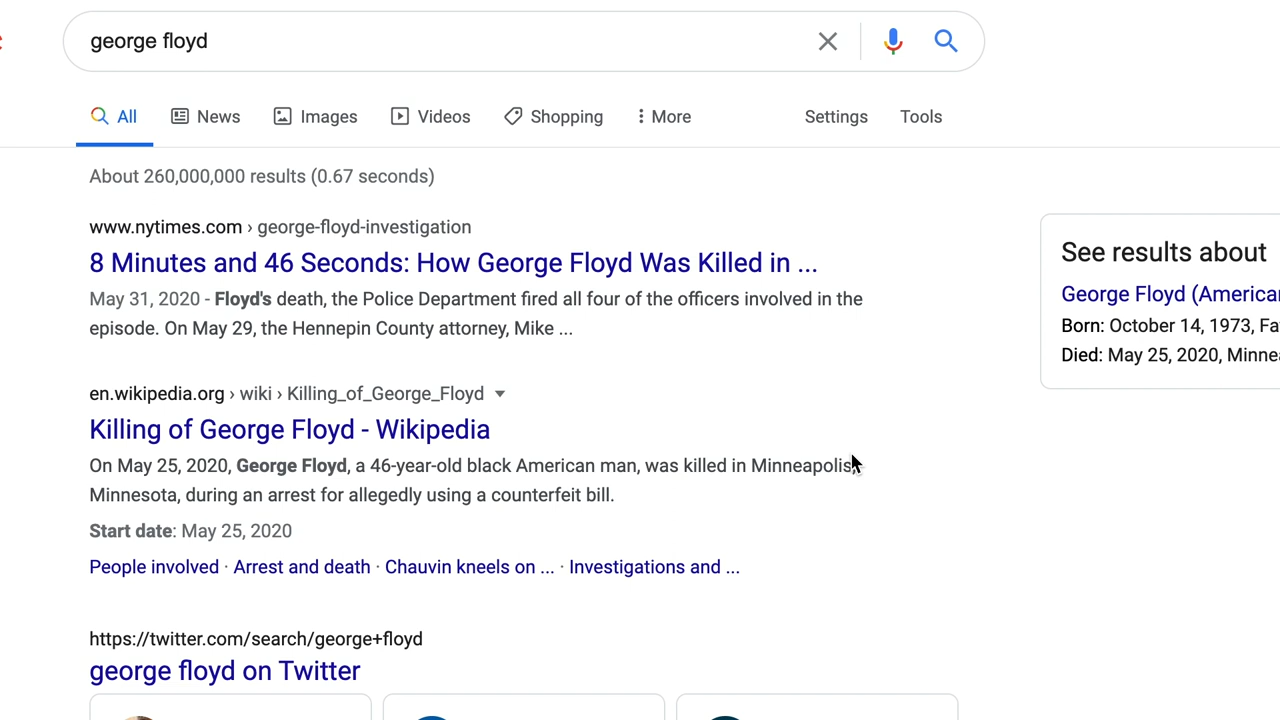 george floyd
All News Images Videos Shopping More Settings Tools
About 260,000,000 results (0.67 seconds)
www.nytimes.com › george-floyd-investigation
8 Minutes and 46 Seconds: How George Floyd Was Killed in ...
May 31, 2020 - Floyd's death, the Police Department fired all four of the officers involved in the
episode. On May 29, the Hennepin County attorney, Mike ...
en.wikipedia.org › wiki › Killing_of_George_Floyd
Killing of George Floyd - Wikipedia
On May 25, 2020, George Floyd, a 46-year-old black American man, was killed in Minneapolis,
Minnesota, during an arrest for allegedly using a counterfeit bill.
Start date: May 25, 2020
People involved · Arrest and death · Chauvin kneels on ... · Investigations and ...
https://twitter.com/search/george+floyd
george floyd on Twitter
See results about
George Floyd (America
Born: October 14, 1973, Fa
Died: May 25, 2020, Minne